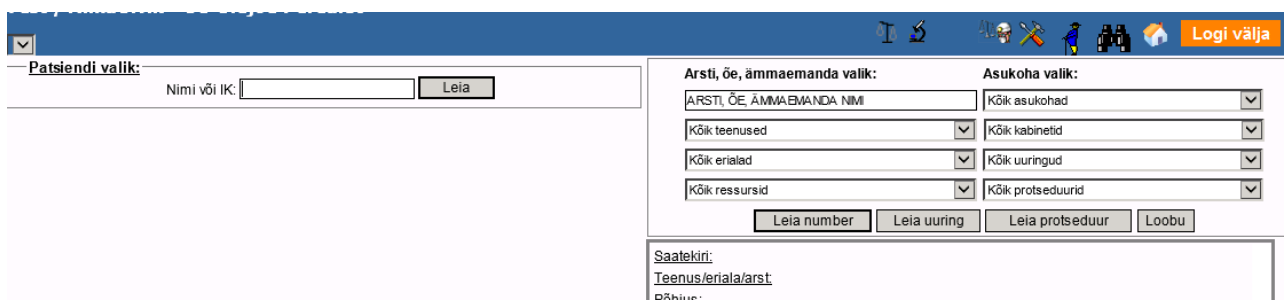 Logi välja
Patsiendi valik:
Nimi või IK: Leia
Arsti, õe, ämmaemanda valik: Asukoha valik:
ARSTI, ÕE, ÄMMAEMANDA NIMI Kõik asukohad
Kõik teenused Kõik kabinetid
Kõik erialad Kõik uuringud
Kõik ressursid Kõik protseduurid
Leia number Leia uuring Leia protseduur Loobu
Saatekiri:
Teenus/eriala/arst:
Põhjus: